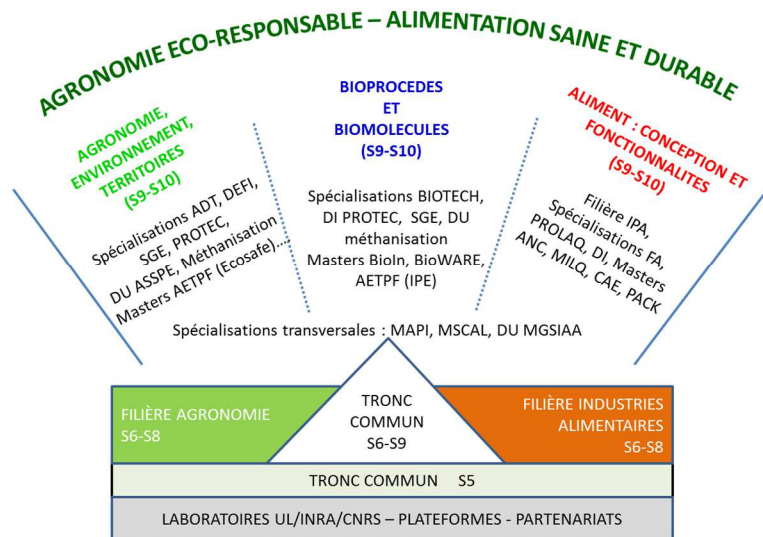 AGRONOMIE ECO-RESPONSABLE – ALIMENTATION SAINE ET DURABLE
AGRONOMIE,
ENVIRONNEMENT,
TERRITOIRES
(S9-S10)
Spécialisations ADT, DEFI,
SGE, PROTEC,
DU ASSPE, Méthanisation
Masters AETPF (Ecosafe)....
BIOPROCEDES
ET
BIOMOLECULES
(S9-S10)
Spécialisations BIOTECH,
DI PROTEC, SGE, DU
méthanisation
Masters BioIn, BioWARE,
AETPF (IPE)
ALIMENT : CONCEPTION ET
FONCTIONNALITES
(S9-S10)
Filière IPA,
Spécialisations FA,
PROLAQ, DI, Masters
ANC, MILQ, CAE, PACK
Spécialisations transversales : MAPI, MSCAL, DU MGSIAA
FILIÈRE AGRONOMIE
S6-S8
TRONC
COMMUN
S6-S9
FILIÈRE INDUSTRIES
ALIMENTAIRES
S6-S8
TRONC COMMUN S5
LABORATOIRES UL/INRA/CNRS – PLATEFORMES - PARTENARIATS